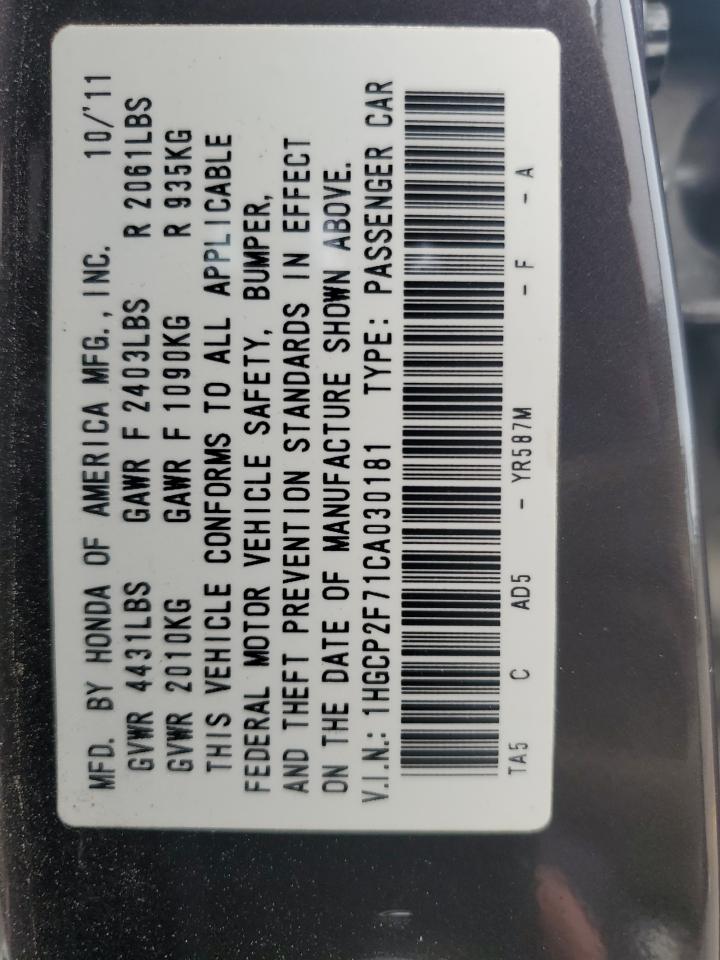 MFD. BY HONDA OF AMERICA MFG., INC. 10/'11
GVWR 4431LBS GAWR F 2403LBS R 2061LBS
GVWR 2010KG GAWR F 1090KG R 935KG
THIS VEHICLE CONFORMS TO ALL APPLICABLE
FEDERAL MOTOR VEHICLE SAFETY, BUMPER,
AND THEFT PREVENTION STANDARDS IN EFFECT
ON THE DATE OF MANUFACTURE SHOWN ABOVE.
V.I.N.: 1HGCP2F71CA030181 TYPE: PASSENGER CAR
TA5 C AD5 - YR587M - F - A